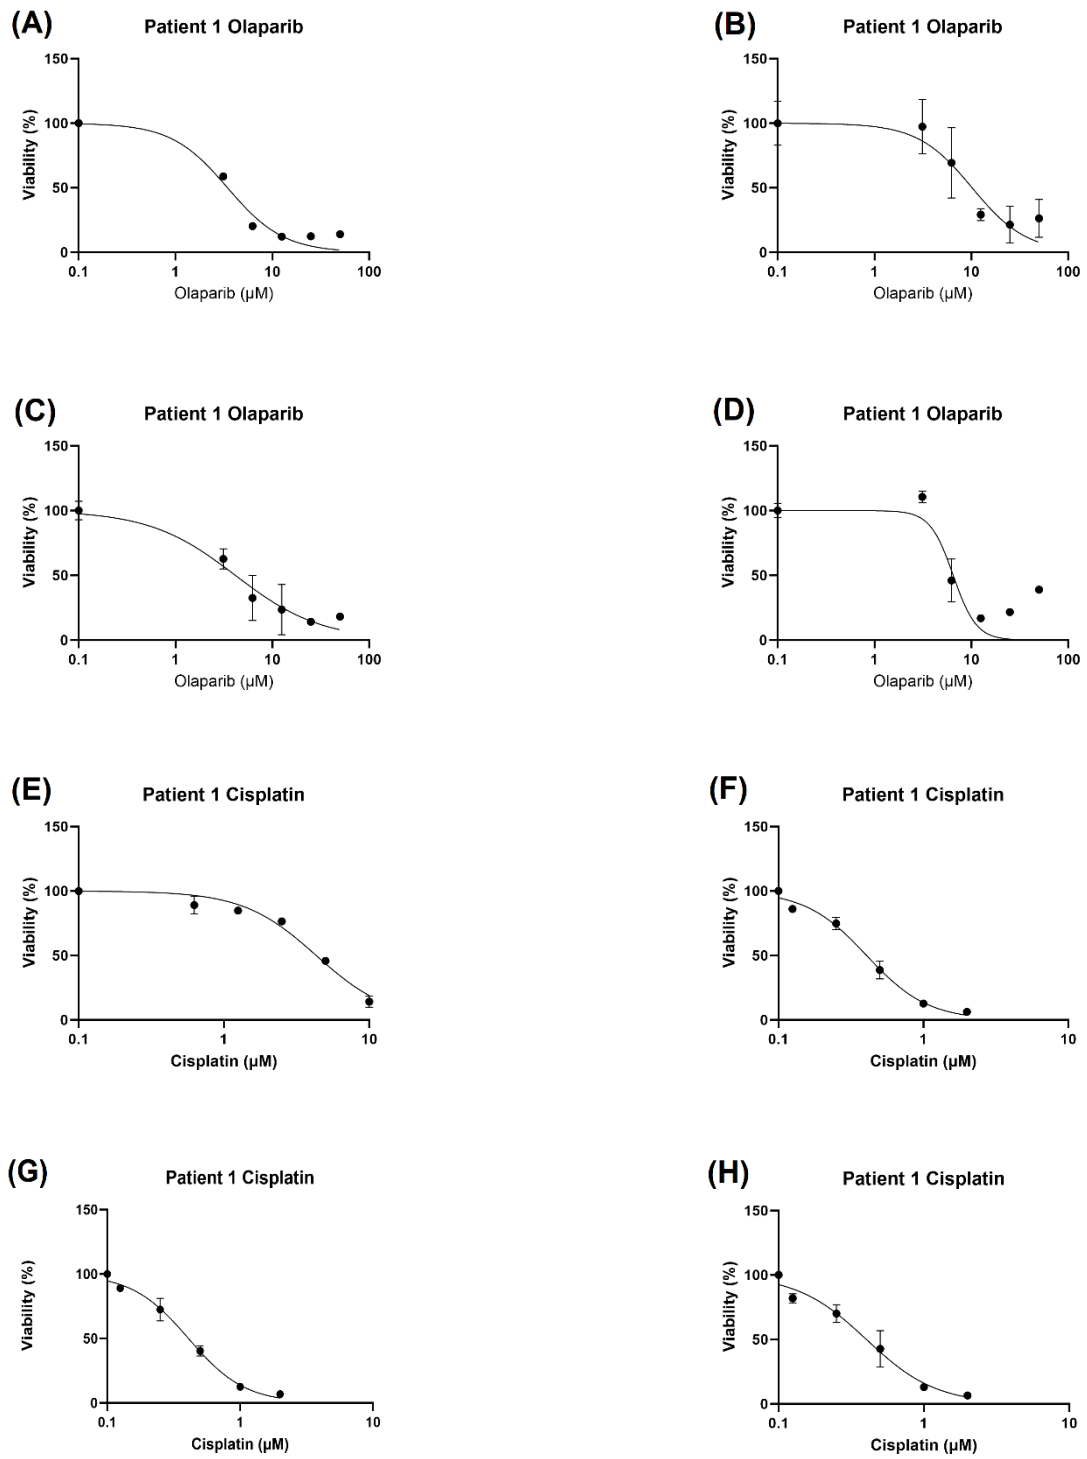 (A) Patient 1 Olaparib
150
100
50
0
Viability (%)
0.1 1 10 100
Olaparib (µM)
(B) Patient 1 Olaparib
150
100
50
0
Viability (%)
0.1 1 10 100
Olaparib (µM)
(C) Patient 1 Olaparib
150
100
50
0
Viability (%)
0.1 1 10 100
Olaparib (µM)
(D) Patient 1 Olaparib
150
100
50
0
Viability (%)
0.1 1 10 100
Olaparib (µM)
(E) Patient 1 Cisplatin
150
100
50
0
Viability (%)
0.1 1 10
Cisplatin (µM)
(F) Patient 1 Cisplatin
150
100
50
0
Viability (%)
0.1 1 10
Cisplatin (µM)
(G) Patient 1 Cisplatin
150
100
50
0
Viability (%)
0.1 1 10
Cisplatin (µM)
(H) Patient 1 Cisplatin
150
100
50
0
Viability (%)
0.1 1 10
Cisplatin (µM)